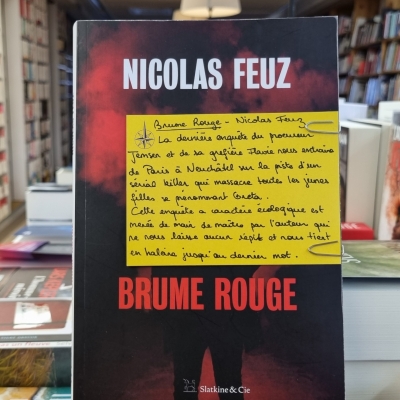 NICOLAS FEUZ
Brume Rouge - Nicolas Feuz
La dernière enquête du procureur
Jemsen et de sa greffière Flavie nous entraine
de Paris à Neuchâtel sur la piste d'un
sérial killer qui massacre toutes les jeunes
filles se prénommant Greta.
Cette enquête à caractère écologique est
menée de main de maître par l'auteur qui
ne nous laisse aucun répit et nous tient
en haleine jusqu'au dernier mot.
BRUME ROUGE
Slatkine & Cie